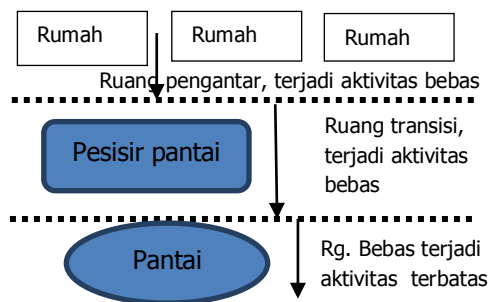 Rumah
Rumah
Rumah
Ruang pengantar, terjadi aktivitas bebas
Pesisir pantai
Ruang transisi,
terjadi aktivitas
bebas
Pantai
Rg. Bebas terjadi
aktivitas terbatas